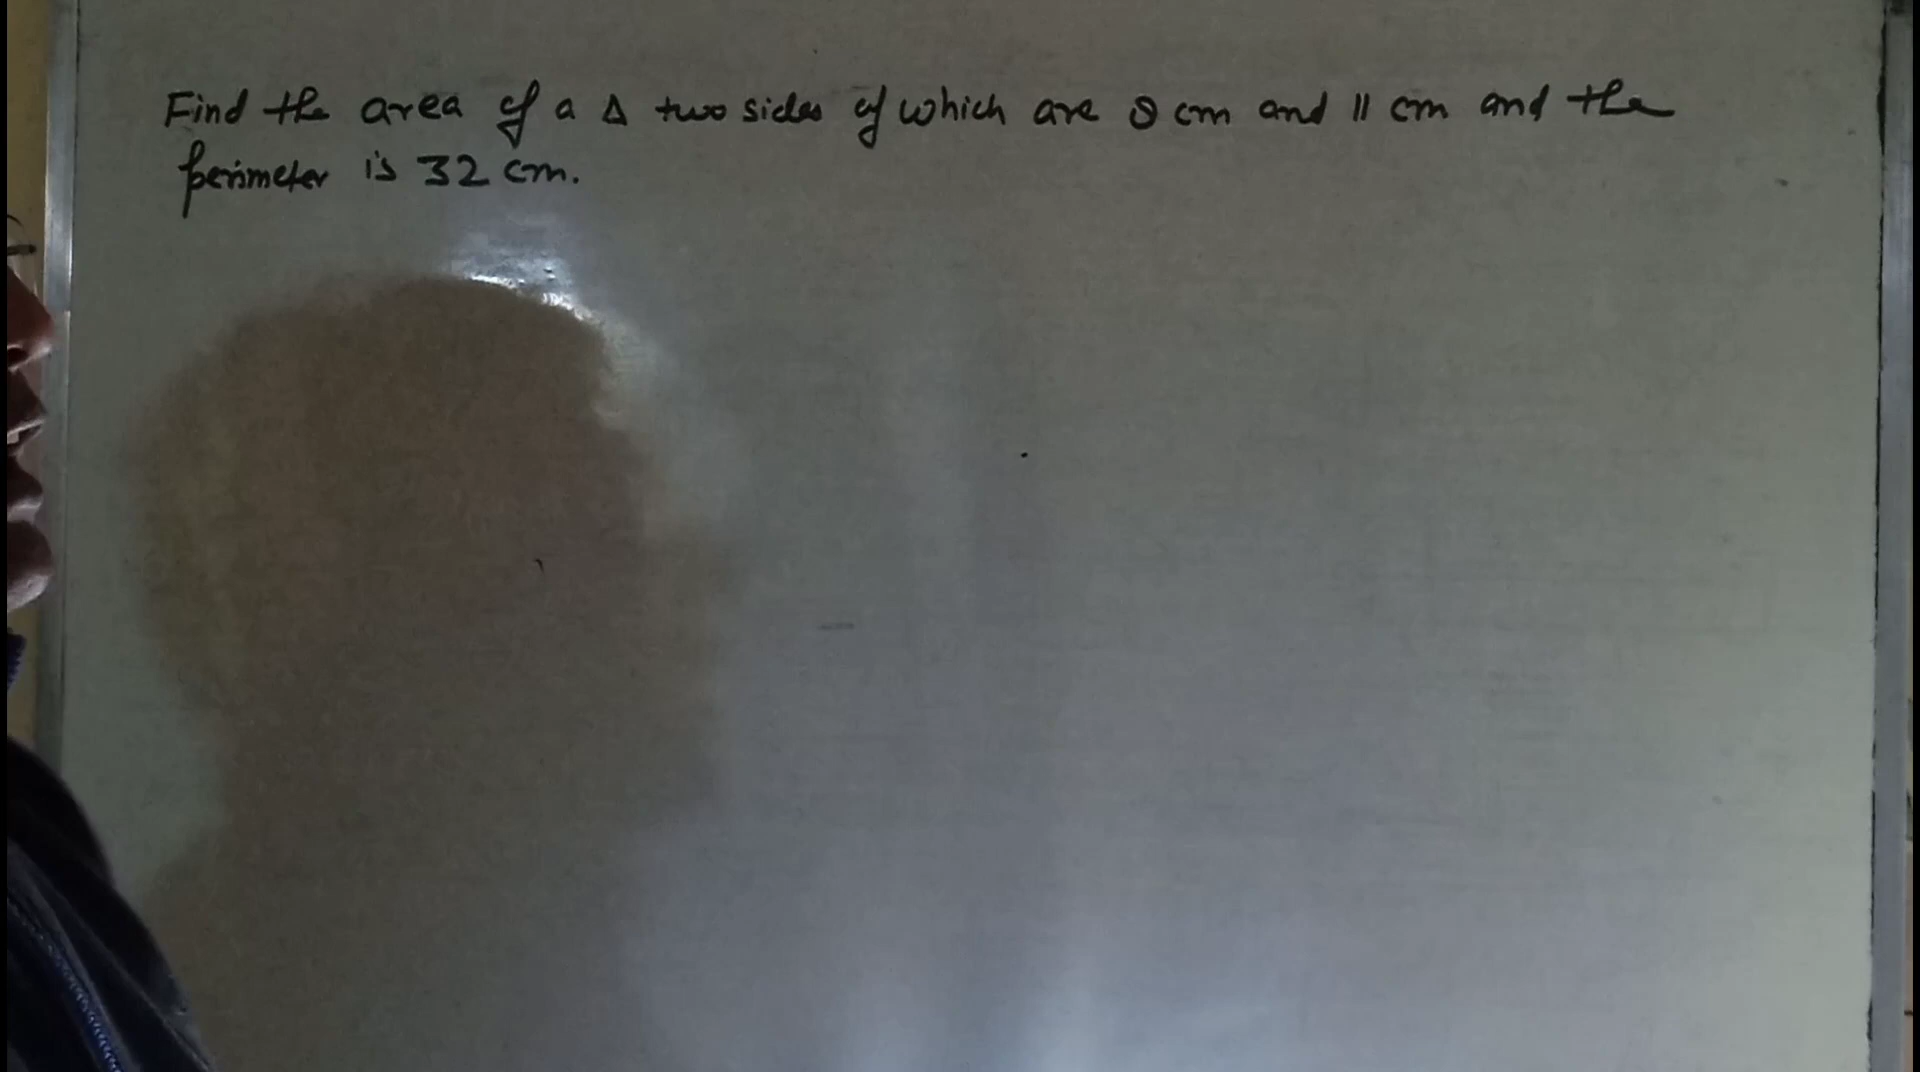 Find the area of a Δ two sides of which are 8 cm and 11 cm and the
perimeter is 32 cm.